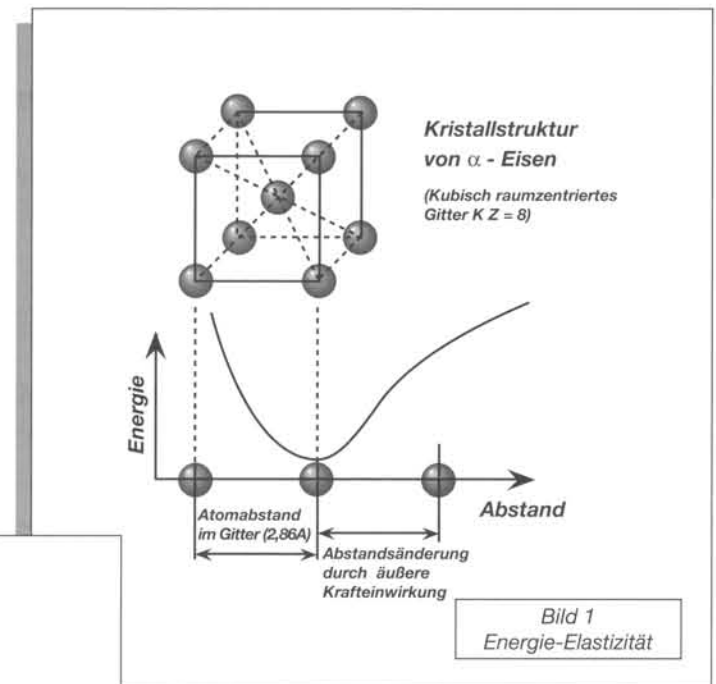 Kristallstruktur
von α - Eisen
(Kubisch raumzentriertes
Gitter K Z = 8)
Energie
Abstand
Atomabstand
im Gitter (2,86A)
Abstandsänderung
durch äußere
Krafteinwirkung
Bild 1
Energie-Elastizität